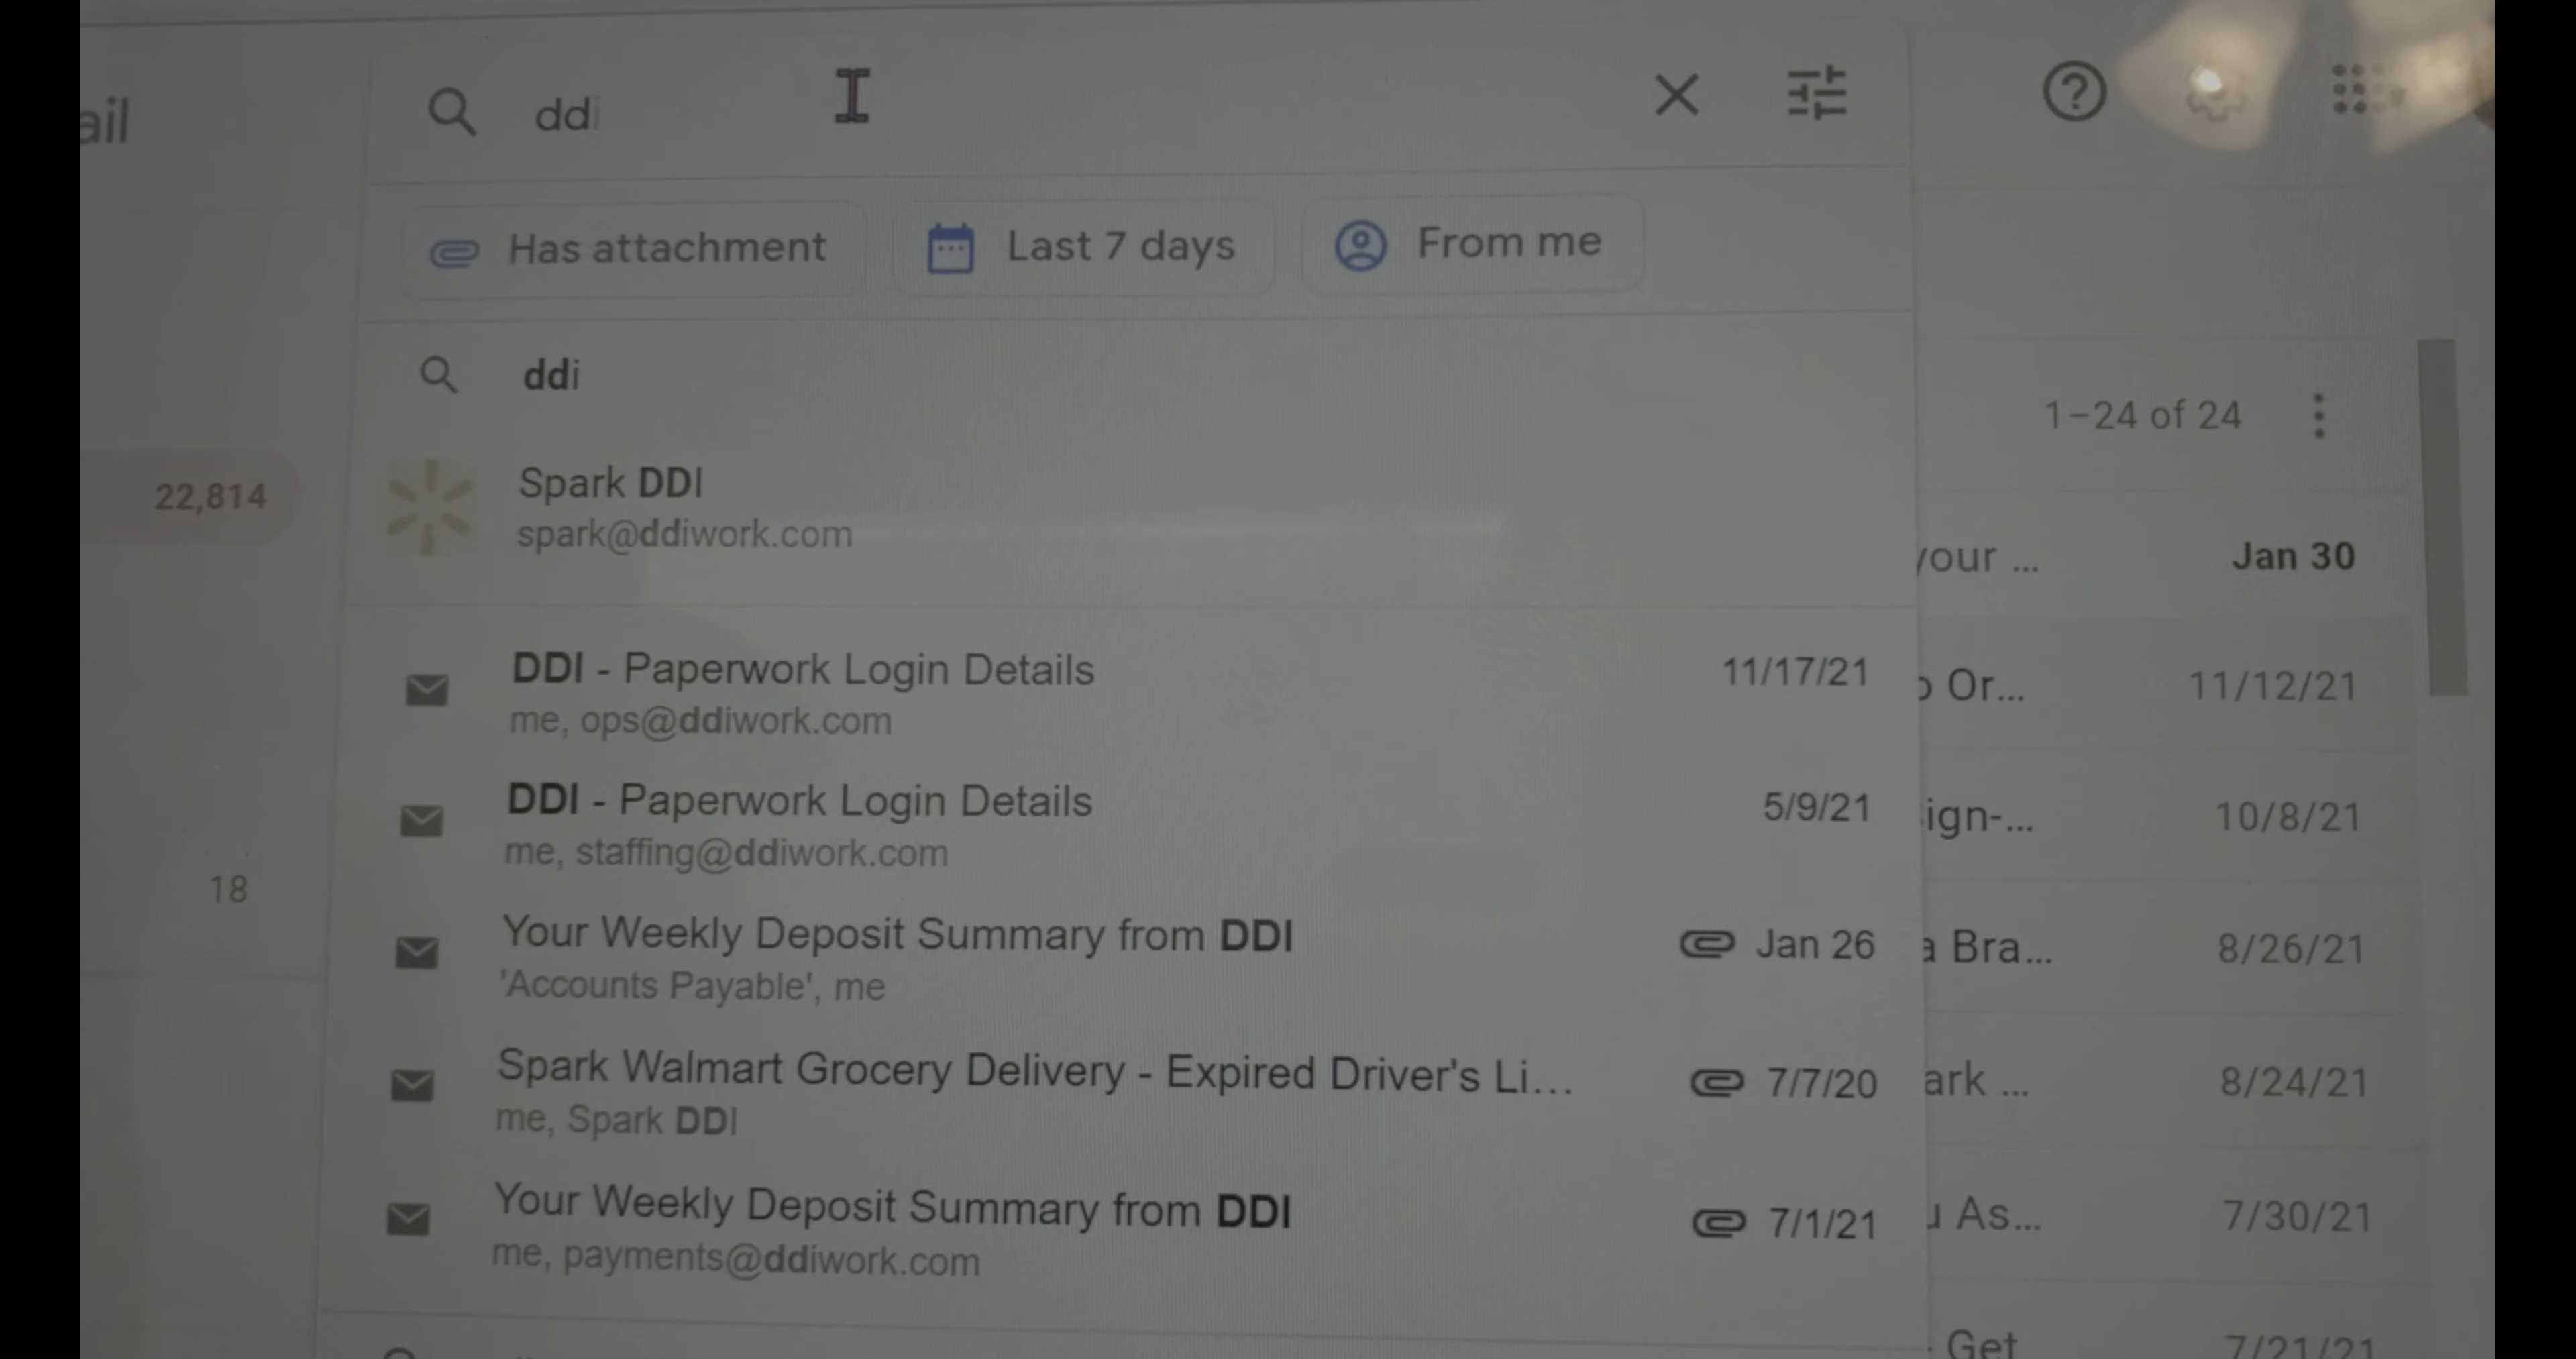 ail
ddi
Has attachment
Last 7 days
From me
ddi
Spark DDI
spark@ddiwork.com
DDI - Paperwork Login Details
11/17/21
me, ops@ddiwork.com
DDI - Paperwork Login Details
5/9/21
me, staffing@ddiwork.com
Your Weekly Deposit Summary from DDI
Jan 26
'Accounts Payable', me
Spark Walmart Grocery Delivery - Expired Driver's Li...
7/7/20
me, Spark DDI
Your Weekly Deposit Summary from DDI
7/1/21
me, payments@ddiwork.com
22,814
18
1–24 of 24
your ...
Jan 30
o Or...
11/12/21
ign-...
10/8/21
a Bra...
8/26/21
ark ...
8/24/21
u As...
7/30/21
- Get
7/21/21